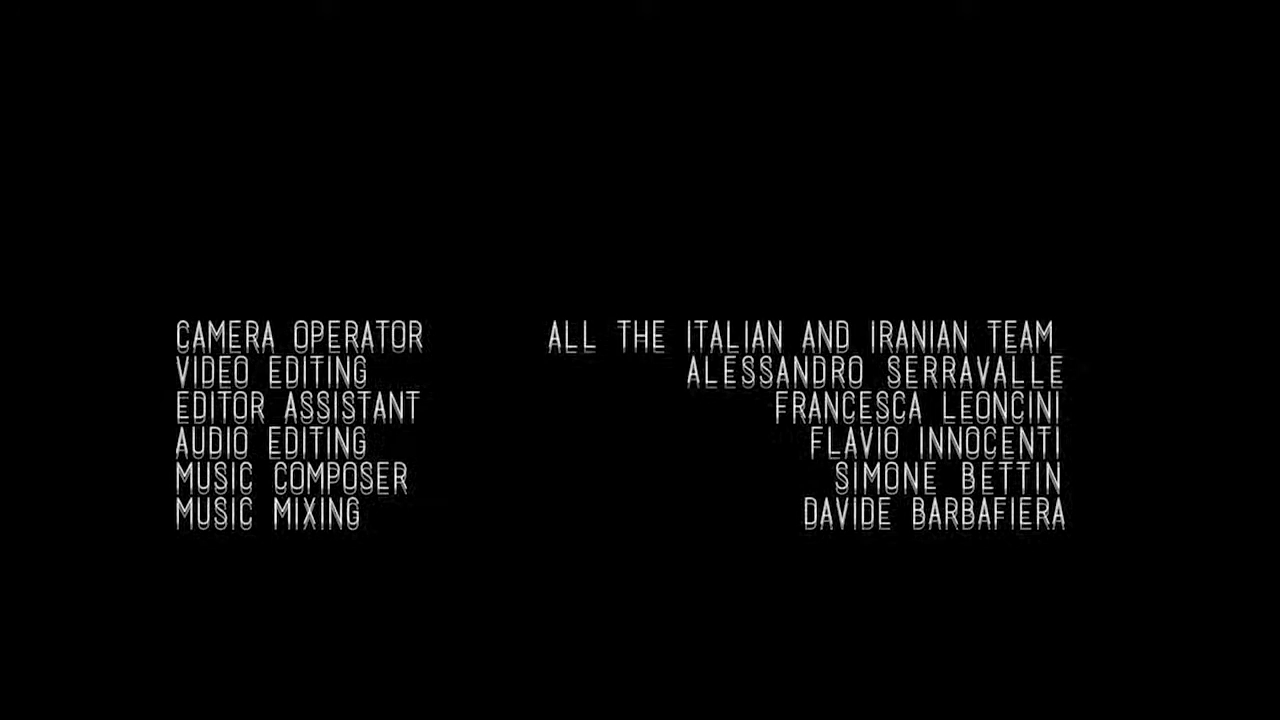 CAMERA OPERATOR ALL THE ITALIAN AND IRANIAN TEAM
VIDEO EDITING ALESSANDRO SERRAVALLE
EDITOR ASSISTANT FRANCESCA LEONCINI
AUDIO EDITING FLAVIO INNOCENTI
MUSIC COMPOSER SIMONE BETTIN
MUSIC MIXING DAVIDE BARBAFIERA